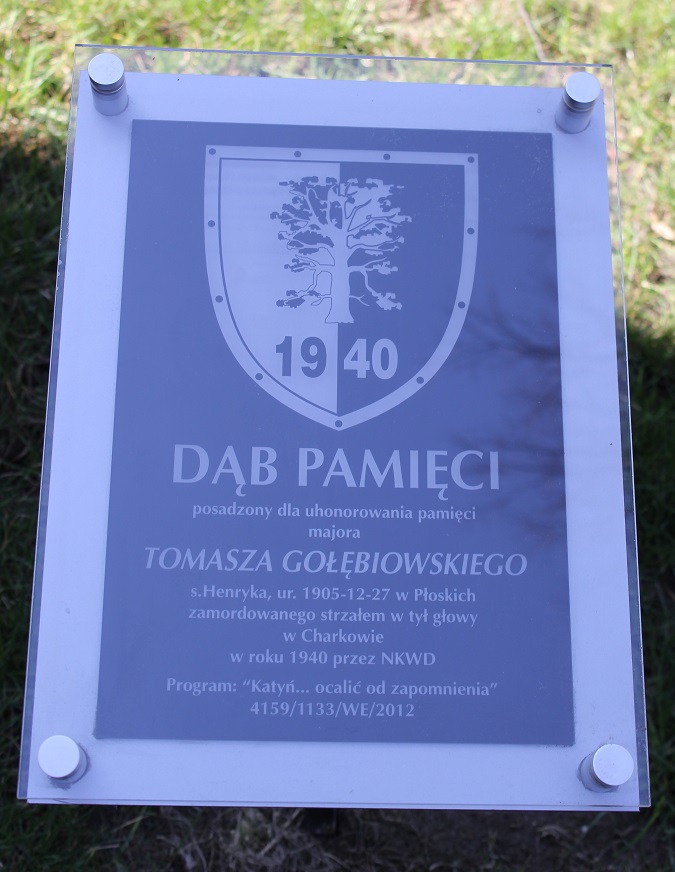 19 40
DĄB PAMIĘCI
posadzony dla uhonorowania pamięci
majora
TOMASZA GOŁĘBIOWSKIEGO
s.Henryka, ur. 1905-12-27 w Płoskich
zamordowanego strzałem w tył głowy
w Charkowie
w roku 1940 przez NKWD
Program: “Katyń... ocalić od zapomnienia”
4159/1133/WE/2012